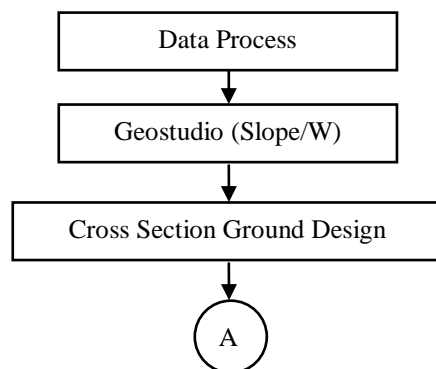 Data Process
Geostudio (Slope/W)
Cross Section Ground Design
A